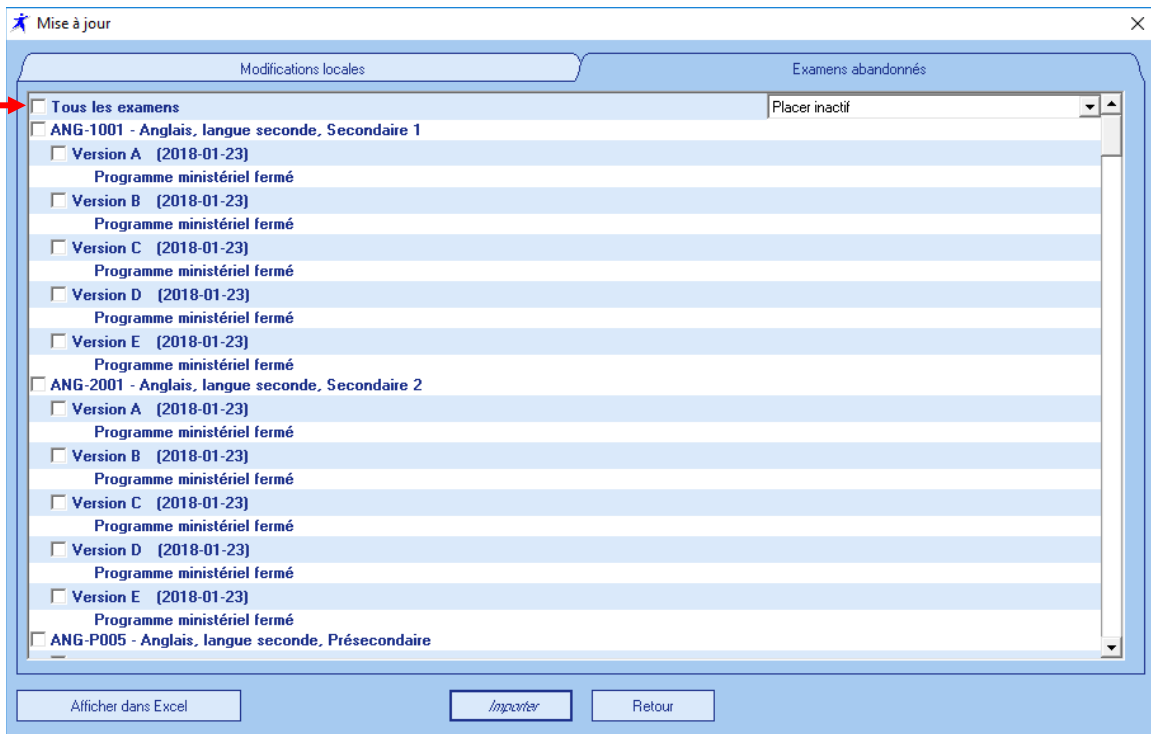 Mise à jour
Modifications locales
Examens abandonnés
Tous les examens
Placer inactif
ANG-1001 - Anglais, langue seconde, Secondaire 1
Version A (2018-01-23)
Programme ministériel fermé
Version B (2018-01-23)
Programme ministériel fermé
Version C (2018-01-23)
Programme ministériel fermé
Version D (2018-01-23)
Programme ministériel fermé
Version E (2018-01-23)
Programme ministériel fermé
ANG-2001 - Anglais, langue seconde, Secondaire 2
Version A (2018-01-23)
Programme ministériel fermé
Version B (2018-01-23)
Programme ministériel fermé
Version C (2018-01-23)
Programme ministériel fermé
Version D (2018-01-23)
Programme ministériel fermé
Version E (2018-01-23)
Programme ministériel fermé
ANG-P005 - Anglais, langue seconde, Présecondaire
Afficher dans Excel
Importer
Retour